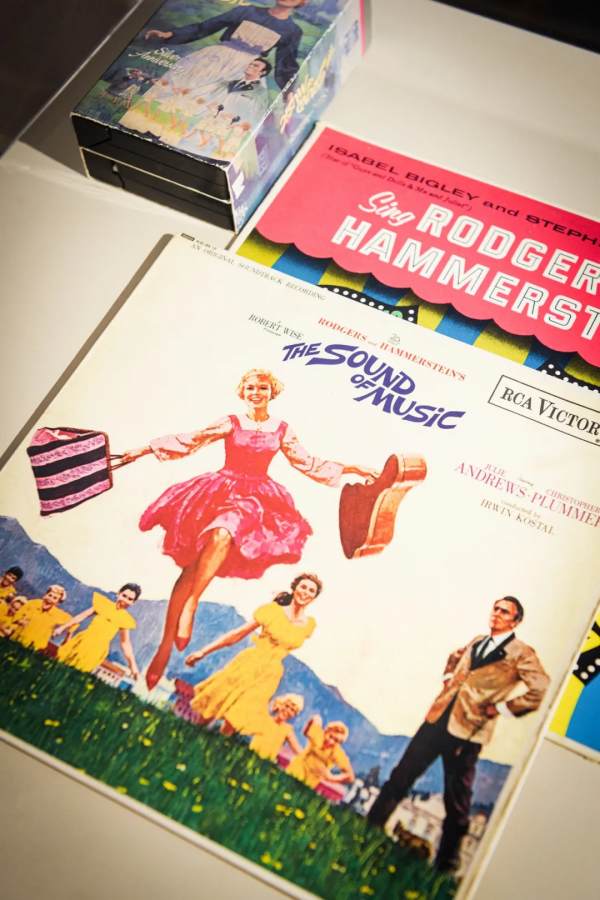 Silver
Anniversary
ISABEL BIGLEY and STEPH
(Star of "Guys and Dolls & Me and Juliet")
Sing RODGER
HAMMERST
AN ORIGINAL SOUNDTRACK RECORDING
ROBERT WISE
RODGERS and HAMMERSTEIN'S
THE SOUND
OF MUSIC
RCA VICTOR
Starring
JULIE CHRISTOPHER
ANDREWS · PLUMMER
conducted by
IRWIN KOSTAL